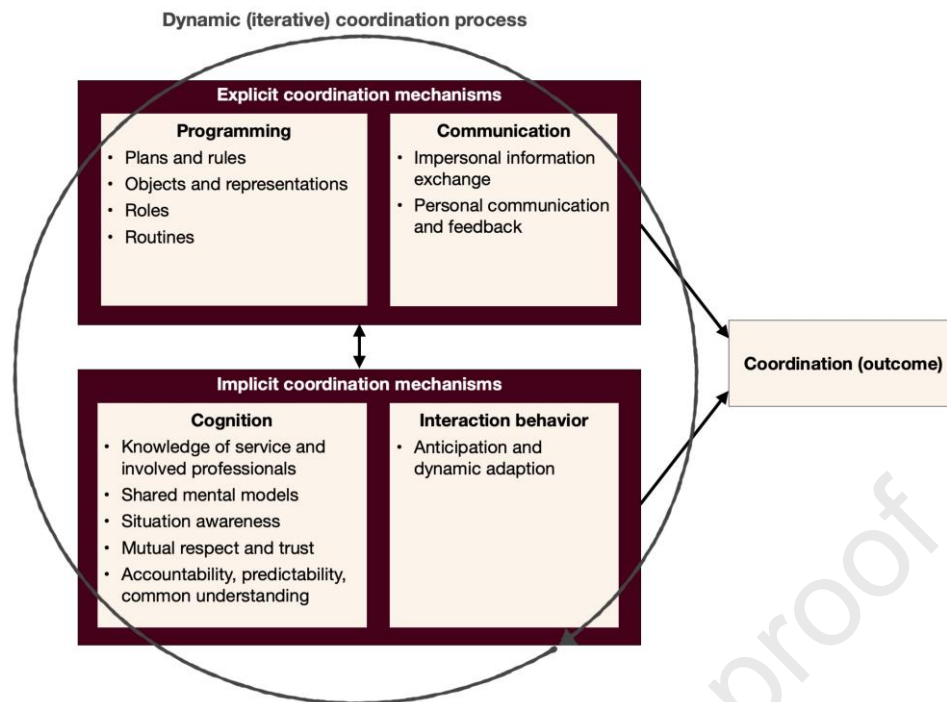 Dynamic (iterative) coordination process
Explicit coordination mechanisms
Programming
• Plans and rules
• Objects and representations
• Roles
• Routines
Communication
• Impersonal information
exchange
• Personal communication
and feedback
Coordination (outcome)
Implicit coordination mechanisms
Cognition
• Knowledge of service and
involved professionals
• Shared mental models
• Situation awareness
• Mutual respect and trust
• Accountability, predictability,
common understanding
Interaction behavior
• Anticipation and
dynamic adaption
proof